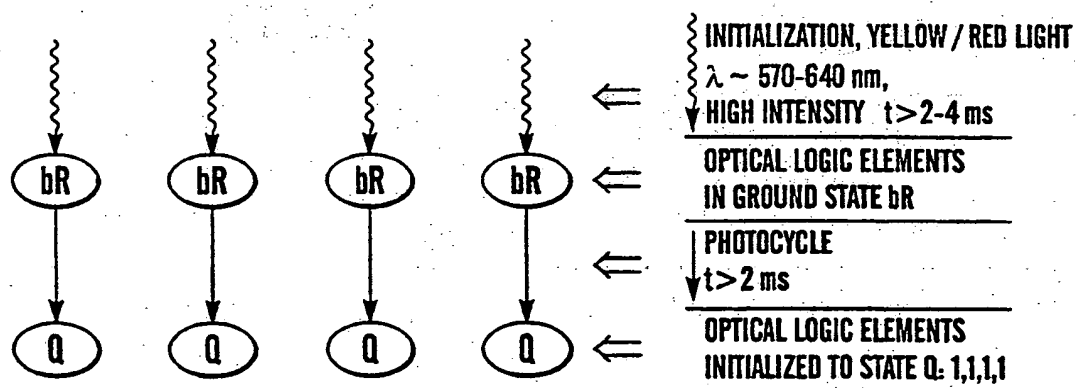 INITIALIZATION, YELLOW / RED LIGHT
λ ~ 570-640 nm,
HIGH INTENSITY t > 2-4 ms
bR bR bR bR
OPTICAL LOGIC ELEMENTS
IN GROUND STATE bR
PHOTOCYCLE
t > 2 ms
Q Q Q Q
OPTICAL LOGIC ELEMENTS
INITIALIZED TO STATE Q: 1,1,1,1